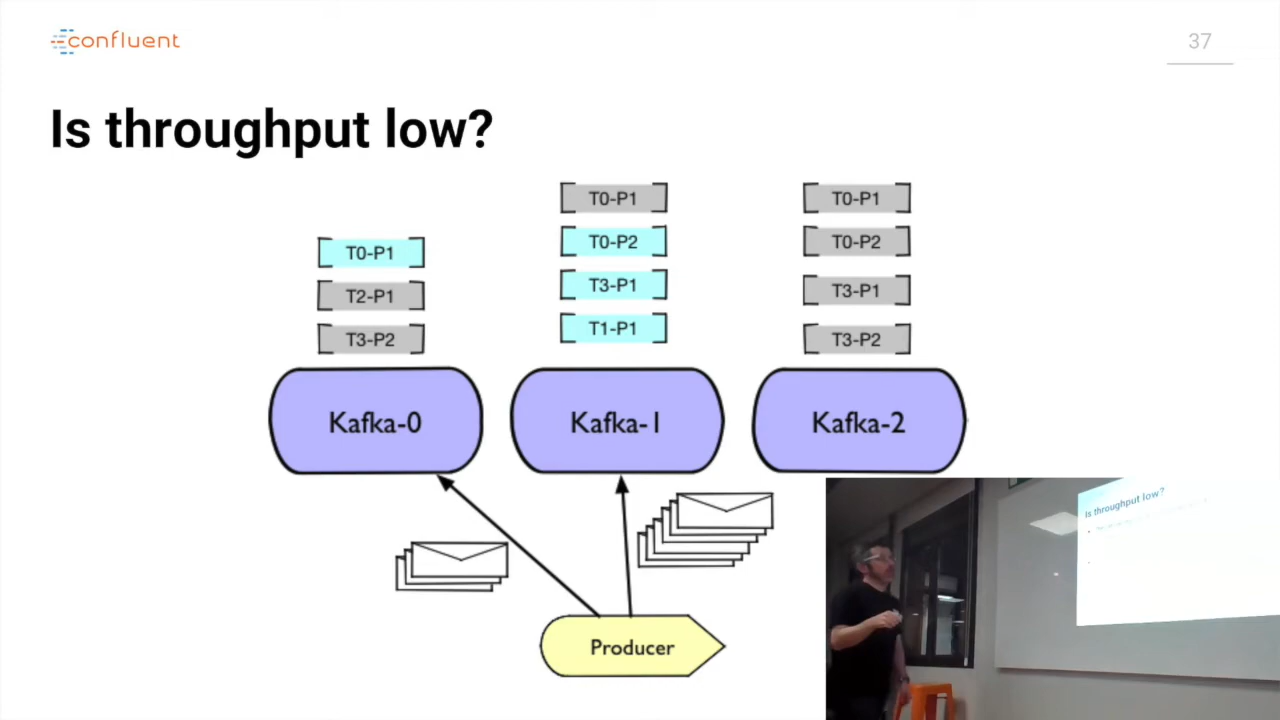 confluent
37
Is throughput low?
T0-P1
T2-P1
T3-P2
T0-P1
T0-P2
T3-P1
T1-P1
T0-P1
T0-P2
T3-P1
T3-P2
Kafka-0
Kafka-1
Kafka-2
Producer
Is throughput low?